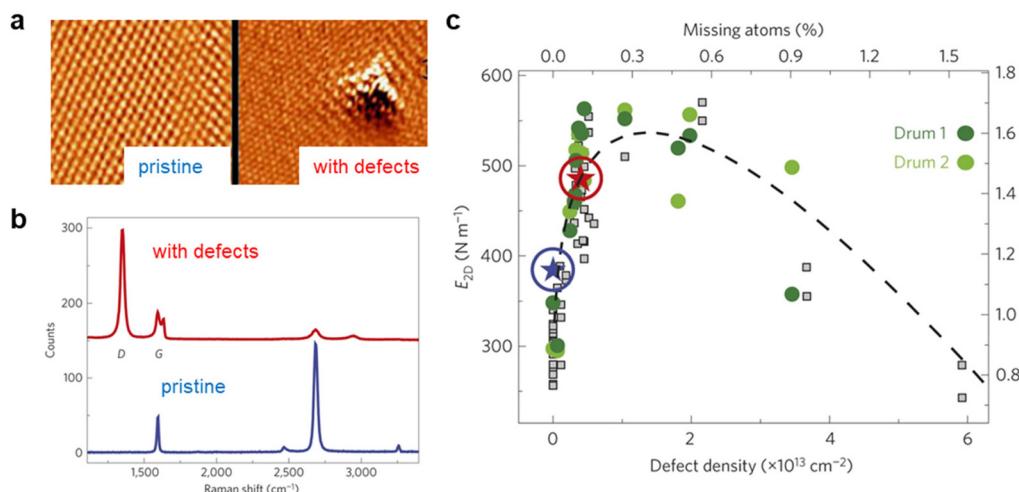 a
pristine
with defects
b
300
200
100
0
Counts
with defects
D
G
pristine
1,500
2,000
2,500
3,000
Raman shift (cm⁻¹)
c
Missing atoms (%)
0.0
0.3
0.6
0.9
1.2
1.5
600
500
400
300
E2D (N m⁻¹)
1.8
1.6
1.4
1.2
1.0
0.8
Drum 1
Drum 2
0
2
4
6
Defect density (×10¹³ cm⁻²)